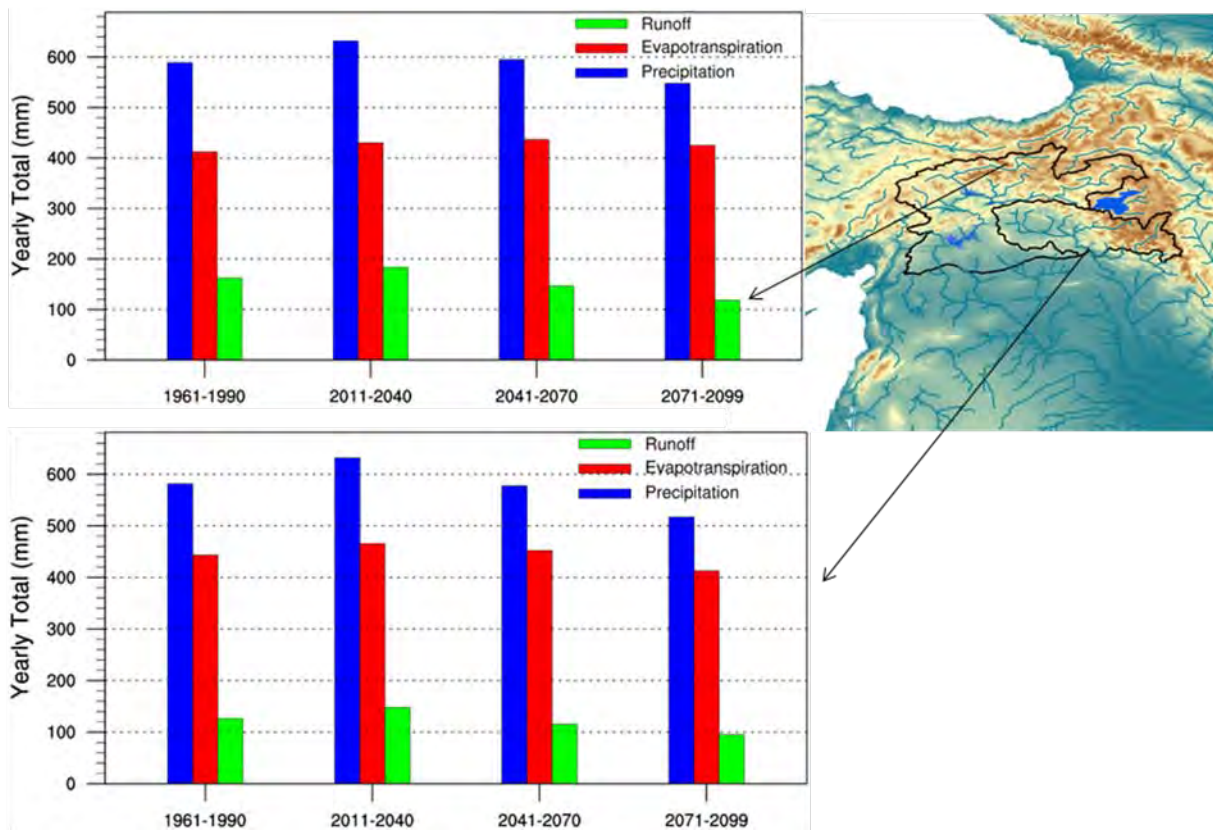 Runoff
Evapotranspiration
Precipitation
Yearly Total (mm)
600
500
400
300
200
100
0
1961-1990
2011-2040
2041-2070
2071-2099
Runoff
Evapotranspiration
Precipitation
Yearly Total (mm)
600
500
400
300
200
100
0
1961-1990
2011-2040
2041-2070
2071-2099